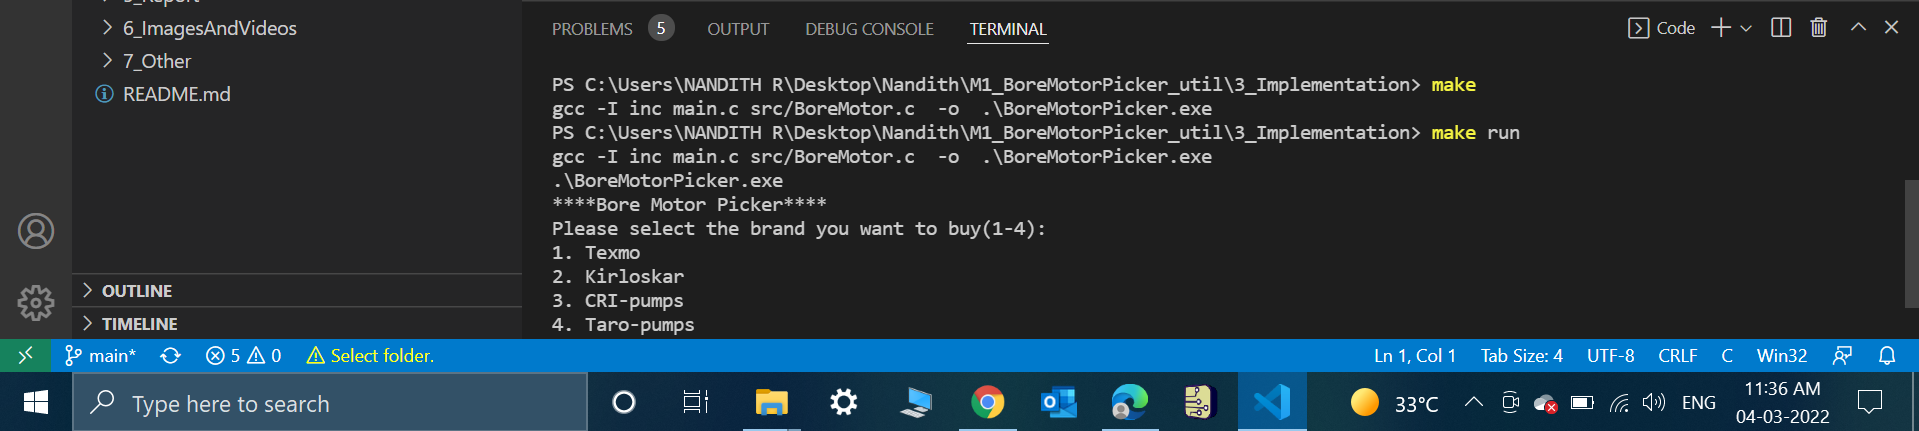 6_ImagesAndVideos
7_Other
README.md
OUTLINE
TIMELINE
PROBLEMS 5 OUTPUT DEBUG CONSOLE TERMINAL Code
PS C:\Users\NANDITH R\Desktop\Nandith\M1_BoreMotorPicker_util\3_Implementation> make
gcc -I inc main.c src/BoreMotor.c  -o  .\BoreMotorPicker.exe
PS C:\Users\NANDITH R\Desktop\Nandith\M1_BoreMotorPicker_util\3_Implementation> make run
gcc -I inc main.c src/BoreMotor.c  -o  .\BoreMotorPicker.exe
.\BoreMotorPicker.exe
****Bore Motor Picker****
Please select the brand you want to buy(1-4):
1. Texmo
2. Kirloskar
3. CRI-pumps
4. Taro-pumps
main* 5 0 Select folder. Ln 1, Col 1 Tab Size: 4 UTF-8 CRLF C Win32
Type here to search 33°C ENG 11:36 AM
04-03-2022